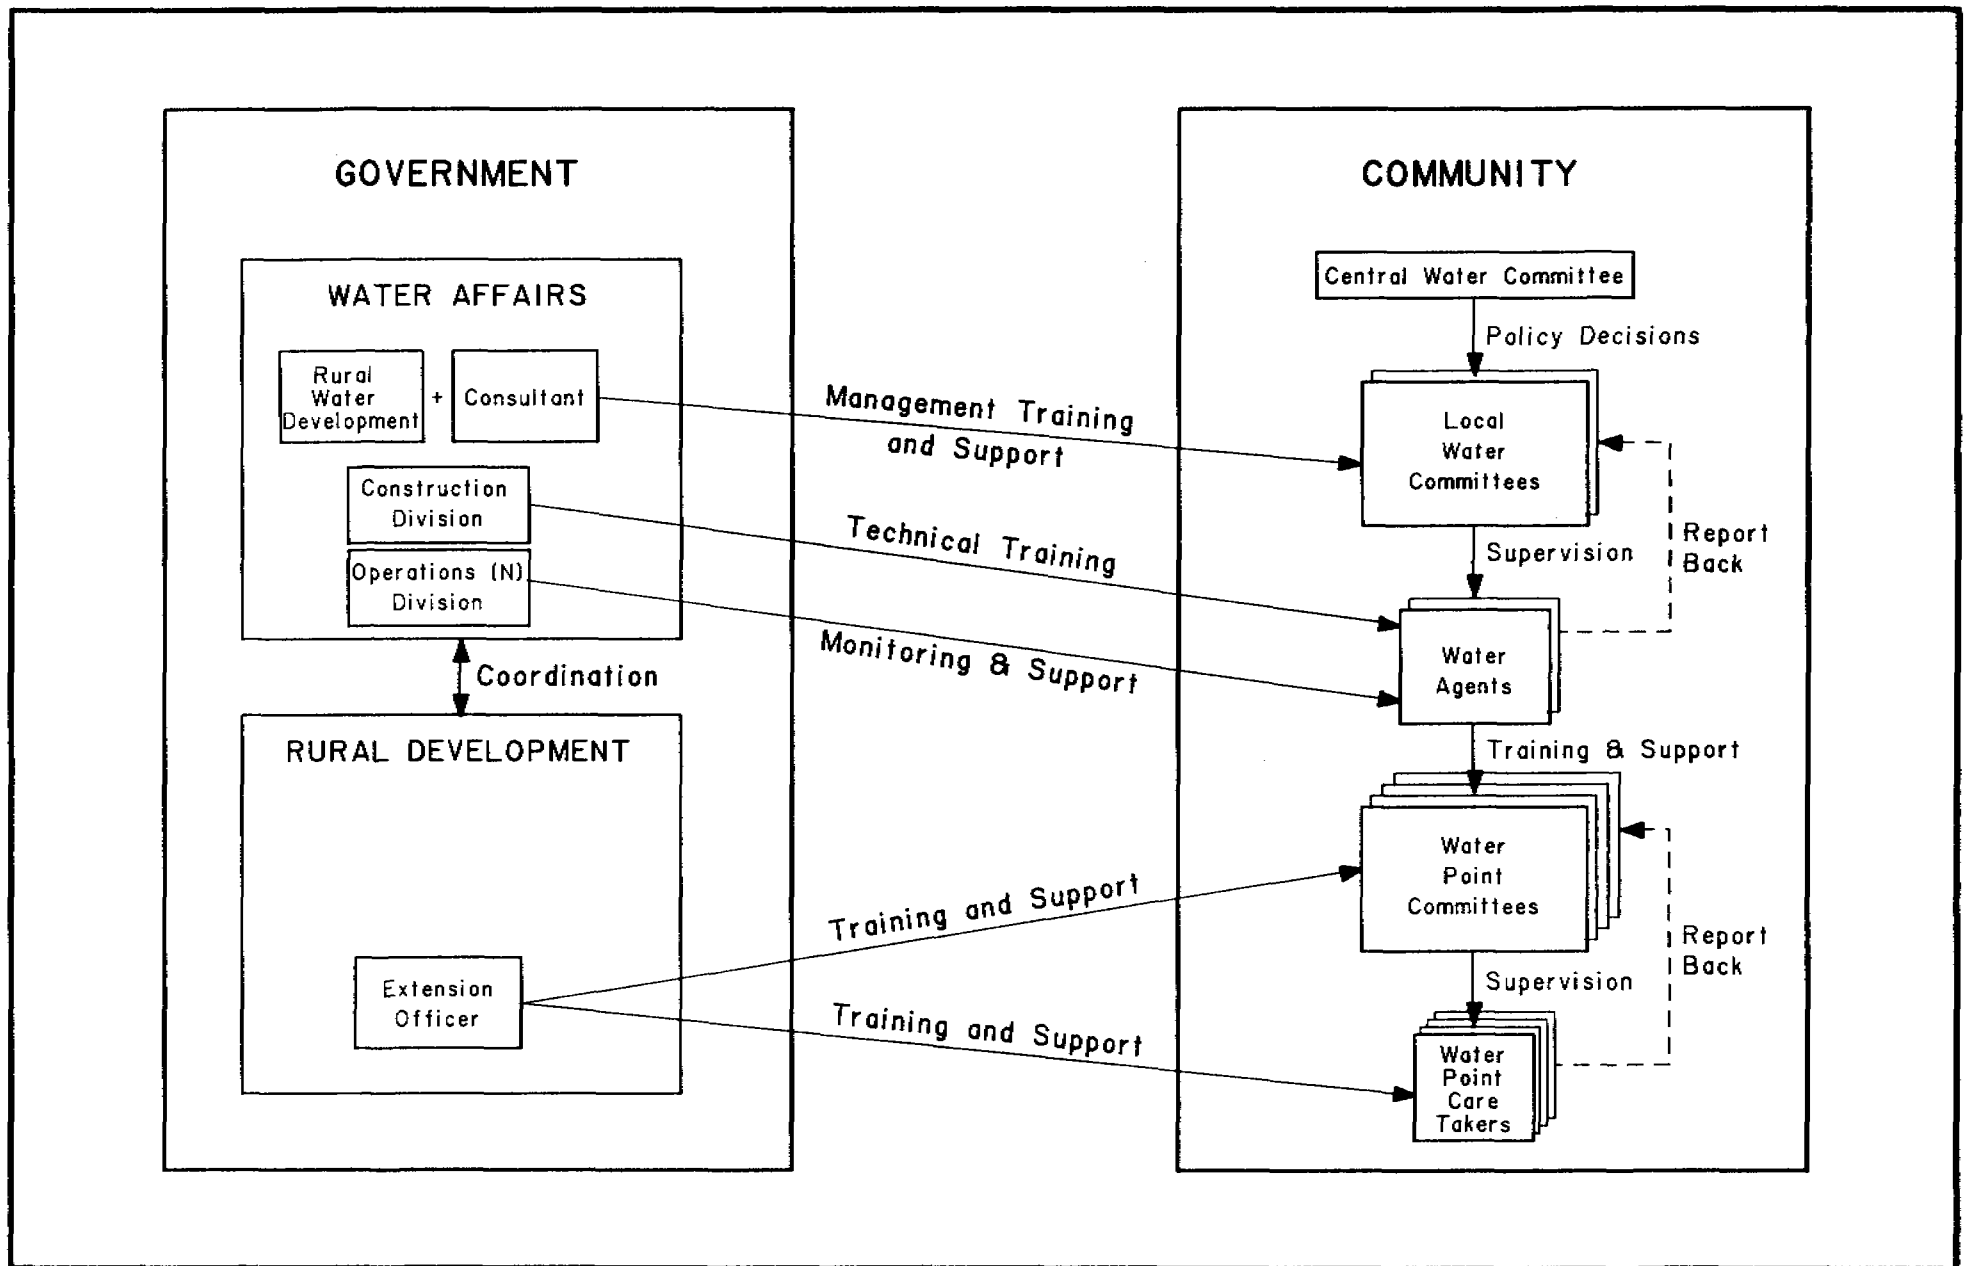 GOVERNMENT
WATER AFFAIRS
Rural
Water
Development
+
Consultant
Construction
Division
Operations (N)
Division
Coordination
RURAL DEVELOPMENT
Extension
Officer
Management Training
and Support
Technical Training
Monitoring & Support
Training and Support
Training and Support
COMMUNITY
Central Water Committee
Policy Decisions
Local
Water
Committees
Supervision
Report
Back
Water
Agents
Training & Support
Water
Point
Committees
Supervision
Report
Back
Water
Point
Care
Takers